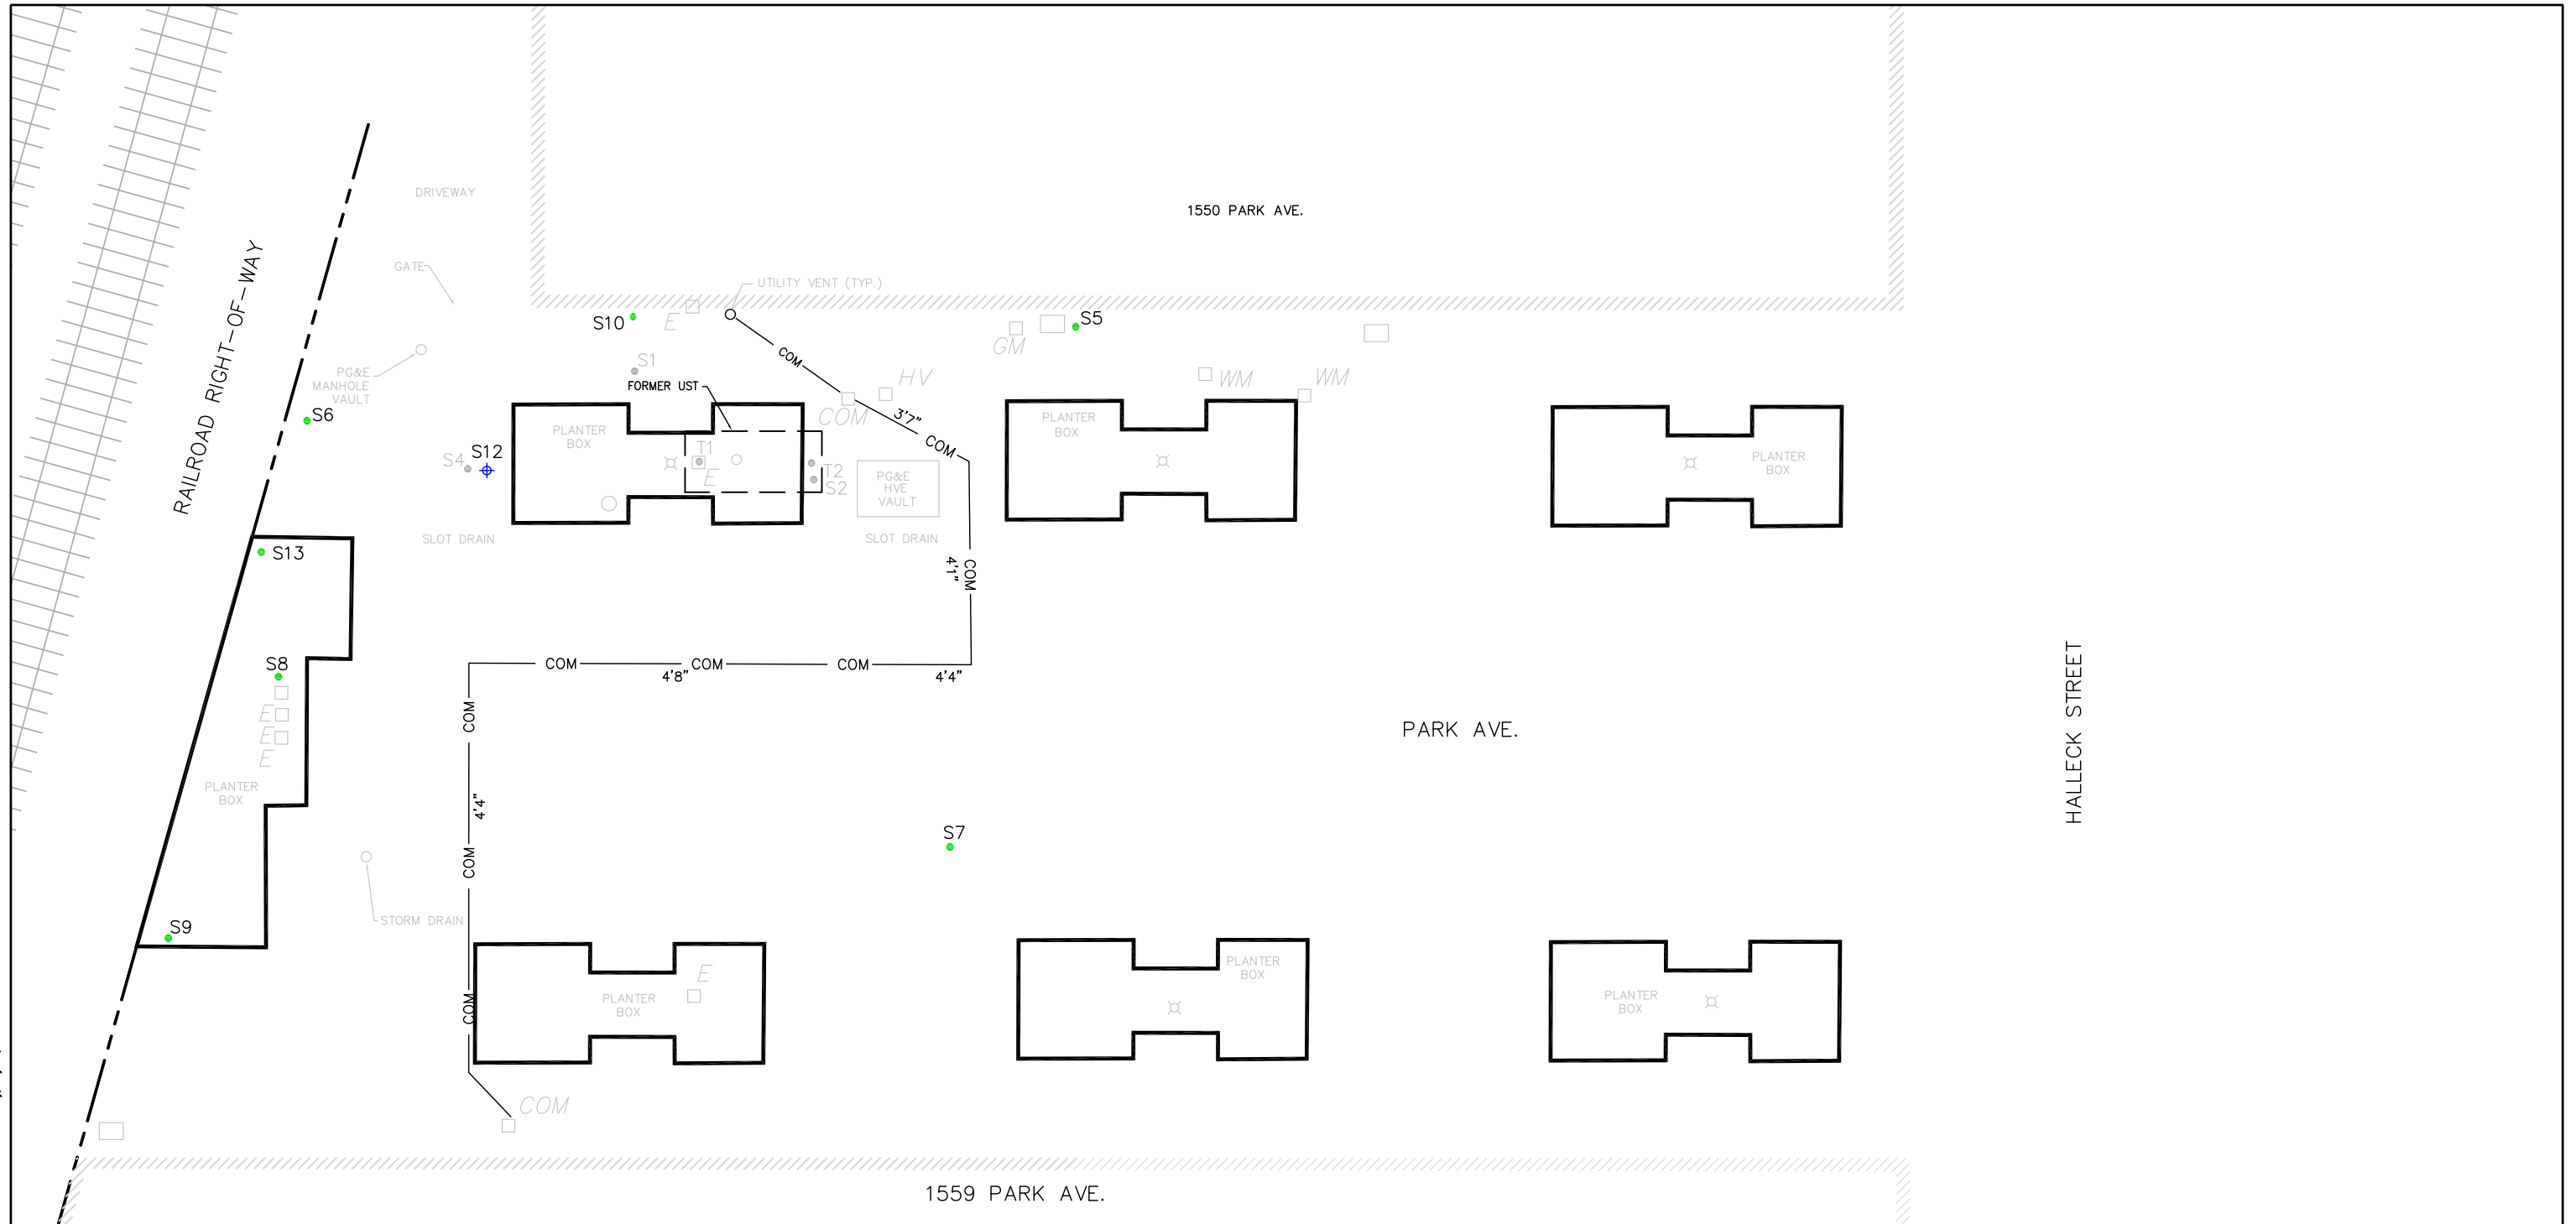 DRIVEWAY
1550 PARK AVE.
RAILROAD RIGHT-OF-WAY
GATE
UTILITY VENT (TYP.)
S10
E
S5
GM
S1
COM
PG&E
MANHOLE
VAULT
FORMER UST
HV
WM
WM
S6
COM
3'7"
COM
PLANTER
BOX
PLANTER
BOX
PLANTER
BOX
S4
S12
T1
E
T2
S2
PG&E
HVE
VAULT
SLOT DRAIN
SLOT DRAIN
S13
4'1"
COM
S8
COM
COM
COM
4'8"
4'4"
E
E
E
COM
PARK AVE.
HALLECK STREET
PLANTER
BOX
4'4"
S7
COM
STORM DRAIN
S9
E
PLANTER
BOX
COM
PLANTER
BOX
PLANTER
BOX
COM
1559 PARK AVE.